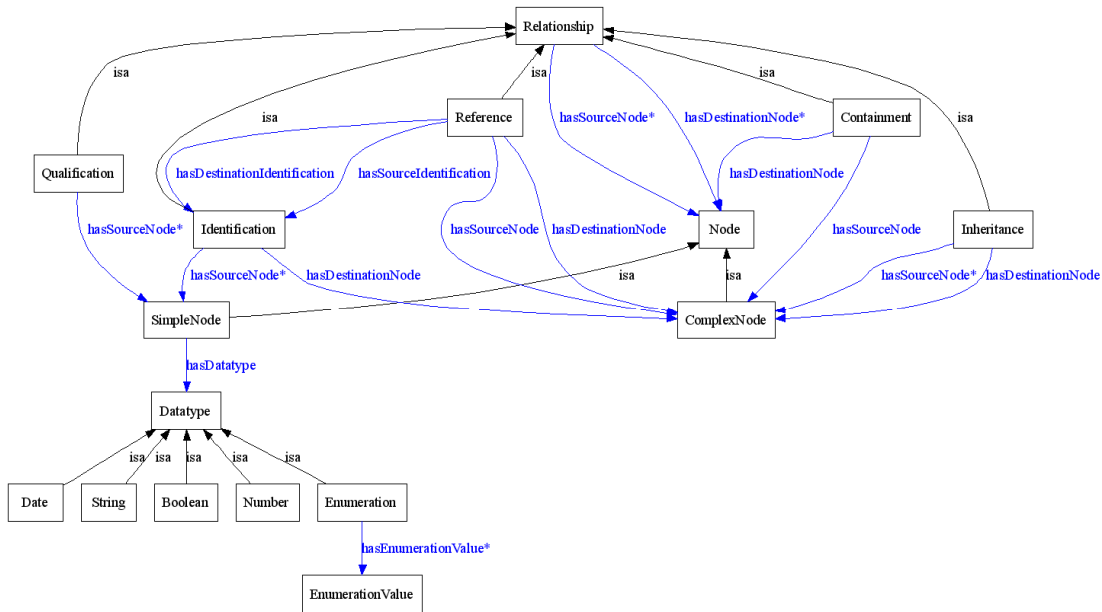 Relationship
isa
isa
isa
Reference
Containment
hasSourceNode*
hasDestinationNode*
isa
isa
Qualification
hasDestinationIdentification
hasSourceIdentification
hasDestinationNode
hasSourceNode*
Identification
hasSourceNode
hasDestinationNode
Node
hasSourceNode
Inheritance
hasSourceNode*
hasDestinationNode
isa
isa
hasSourceNode*
hasDestinationNode
SimpleNode
ComplexNode
hasDatatype
Datatype
isa
isa
isa
isa
isa
Date
String
Boolean
Number
Enumeration
hasEnumerationValue*
EnumerationValue